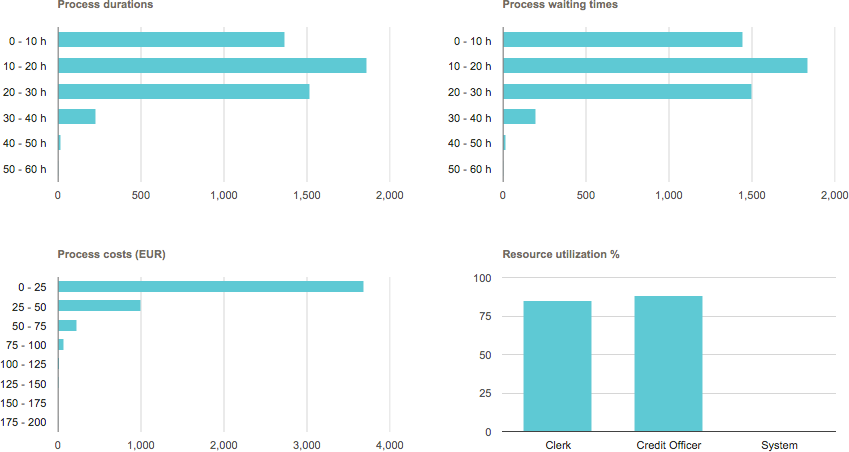 Process durations
0 - 10 h
10 - 20 h
20 - 30 h
30 - 40 h
40 - 50 h
50 - 60 h
0 500 1,000 1,500 2,000
Process waiting times
0 - 10 h
10 - 20 h
20 - 30 h
30 - 40 h
40 - 50 h
50 - 60 h
0 500 1,000 1,500 2,000
Process costs (EUR)
0 - 25
25 - 50
50 - 75
75 - 100
100 - 125
125 - 150
150 - 175
175 - 200
0 1,000 2,000 3,000 4,000
Resource utilization %
100
75
50
25
0
Clerk Credit Officer System